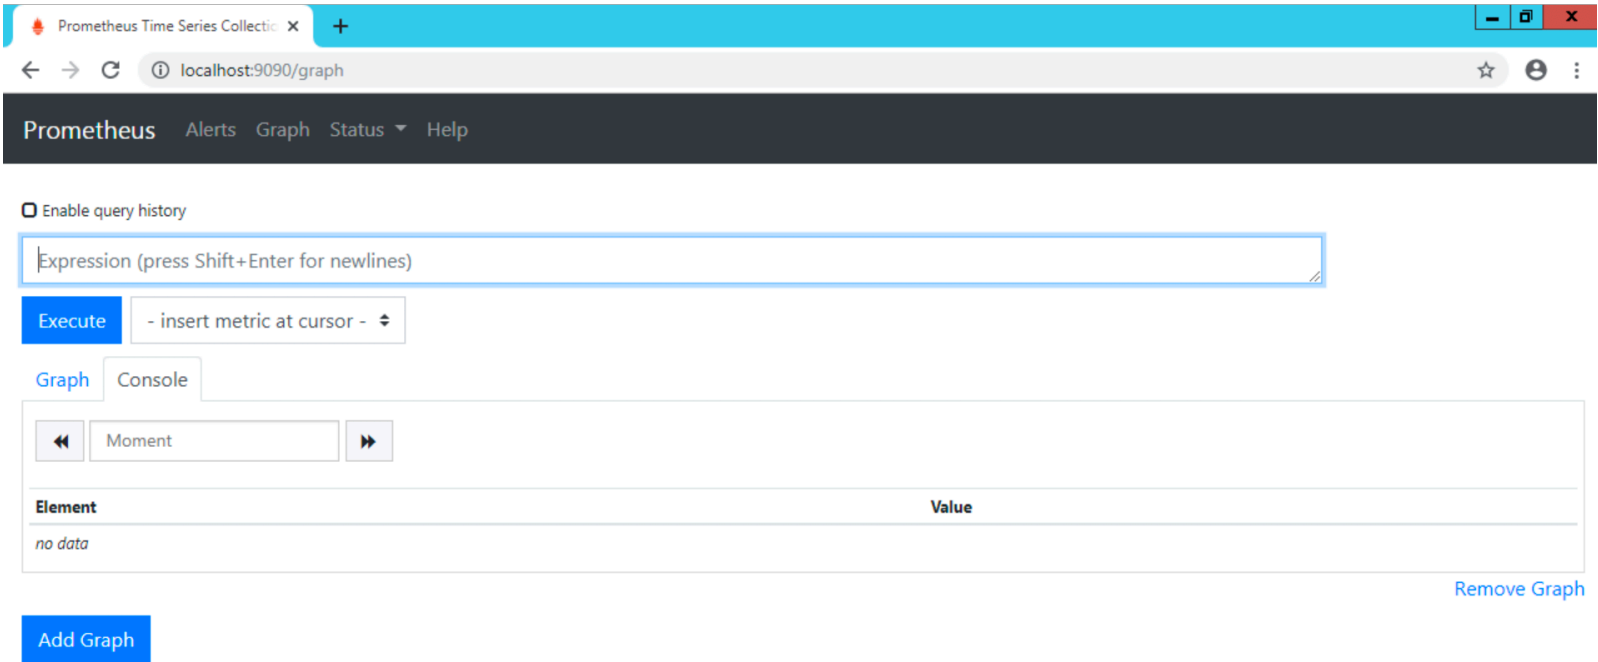 Prometheus Time Series Collectio
localhost:9090/graph
Prometheus Alerts Graph Status Help
Enable query history
Expression (press Shift+Enter for newlines)
Execute - insert metric at cursor -
Graph Console
Moment
Element Value
no data
Remove Graph
Add Graph